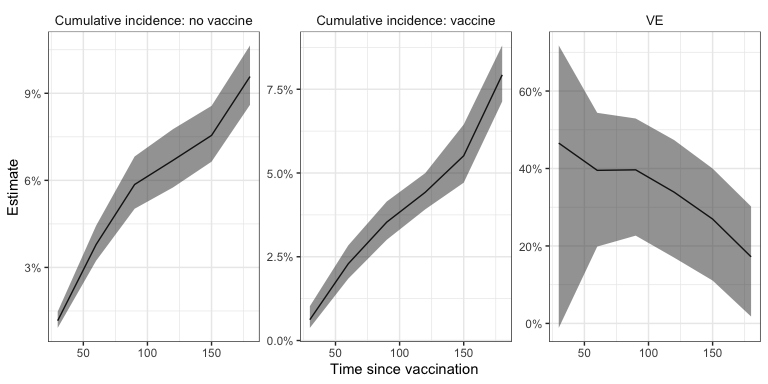 Cumulative incidence: no vaccine
Cumulative incidence: vaccine
VE
Estimate
9%
6%
3%
7.5%
5.0%
2.5%
0.0%
60%
40%
20%
0%
50 100 150
50 100 150
50 100 150
Time since vaccination